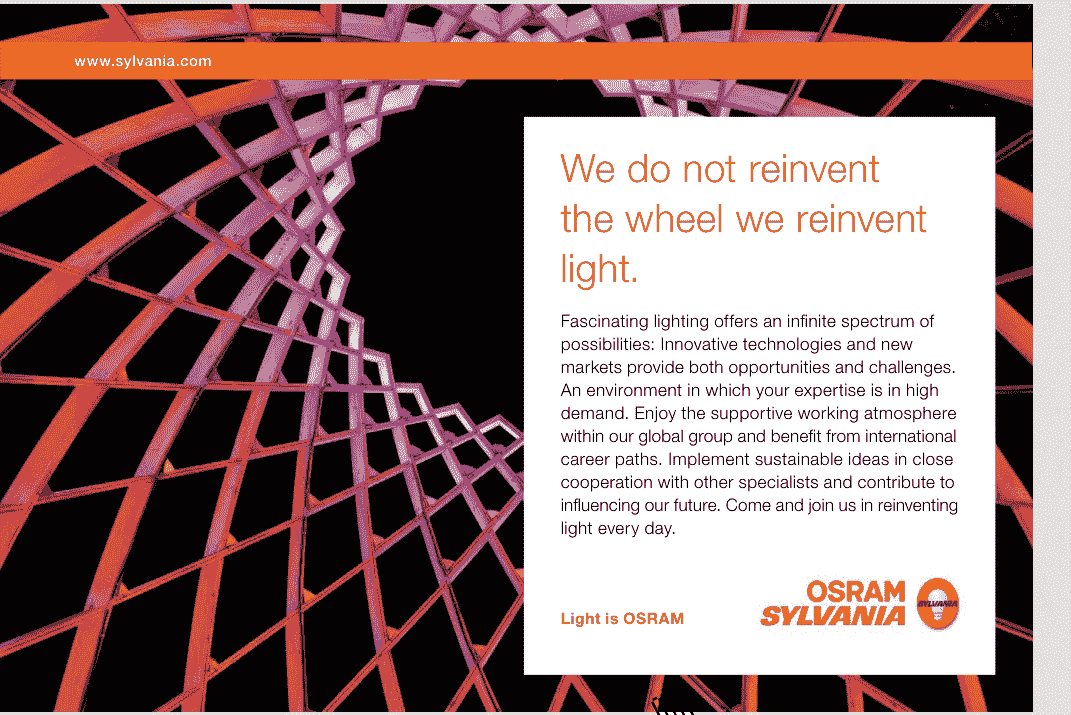 www.sylvania.com
We do not reinvent
the wheel we reinvent
light.
Fascinating lighting offers an infinite spectrum of
possibilities: Innovative technologies and new
markets provide both opportunities and challenges.
An environment in which your expertise is in high
demand. Enjoy the supportive working atmosphere
within our global group and benefit from international
career paths. Implement sustainable ideas in close
cooperation with other specialists and contribute to
influencing our future. Come and join us in reinventing
light every day.
Light is OSRAM
OSRAM
SYLVANIA
SYLVANIA